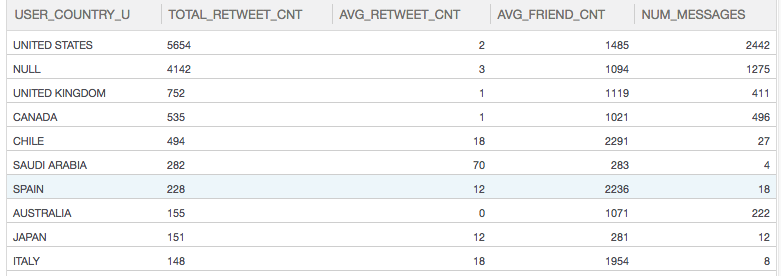 USER_COUNTRY_U TOTAL_RETWEET_CNT AVG_RETWEET_CNT AVG_FRIEND_CNT NUM_MESSAGES
UNITED STATES 5654 2 1485 2442
NULL 4142 3 1094 1275
UNITED KINGDOM 752 1 1119 411
CANADA 535 1 1021 496
CHILE 494 18 2291 27
SAUDI ARABIA 282 70 283 4
SPAIN 228 12 2236 18
AUSTRALIA 155 0 1071 222
JAPAN 151 12 281 12
ITALY 148 18 1954 8